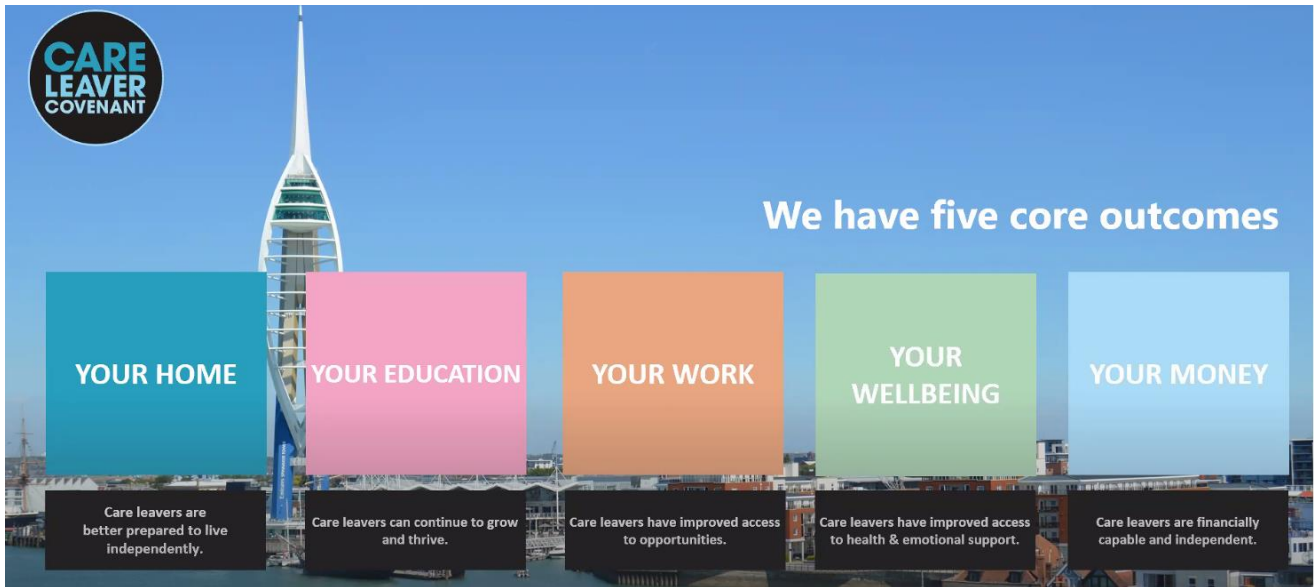 CARE
LEAVER
COVENANT
We have five core outcomes
YOUR HOME
YOUR EDUCATION
YOUR WORK
YOUR
WELLBEING
YOUR MONEY
Care leavers are
better prepared to live
independently.
Care leavers can continue to grow
and thrive.
Care leavers have improved access
to opportunities.
Care leavers have improved access
to health & emotional support.
Care leavers are financially
capable and independent.